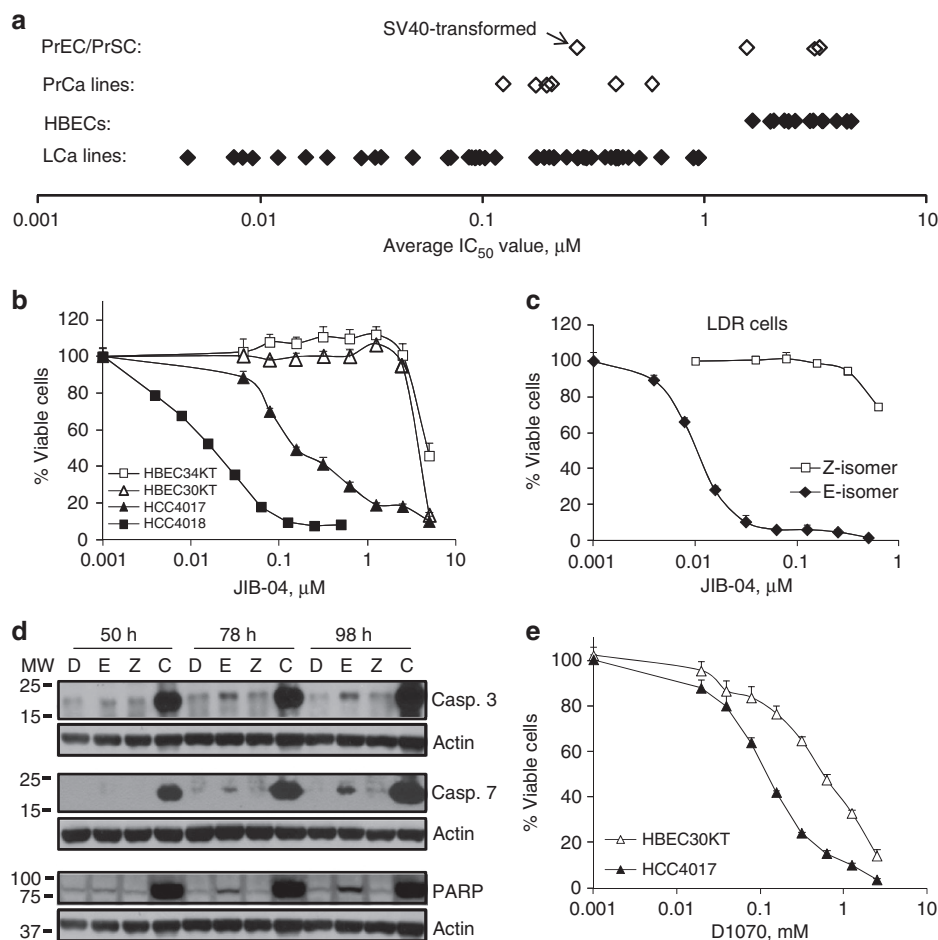 a
SV40-transformed
PrEC/PrSC:
PrCa lines:
HBECs:
LCa lines:
0.001 0.01 0.1 1 10
Average IC50 value, μM
b
120
100
80
60
40
20
0
% Viable cells
HBEC34KT
HBEC30KT
HCC4017
HCC4018
0.001 0.01 0.1 1 10
JIB-04, μM
c
LDR cells
120
100
80
60
40
20
0
% Viable cells
Z-isomer
E-isomer
0.001 0.01 0.1 1
JIB-04, μM
d
50 h 78 h 98 h
MW D E Z C D E Z C D E Z C
25
15
Casp. 3
Actin
25
15
Casp. 7
Actin
100
75
PARP
37
Actin
e
100
80
60
40
20
0
% Viable cells
HBEC30KT
HCC4017
0.001 0.01 0.1 1 10
D1070, mM